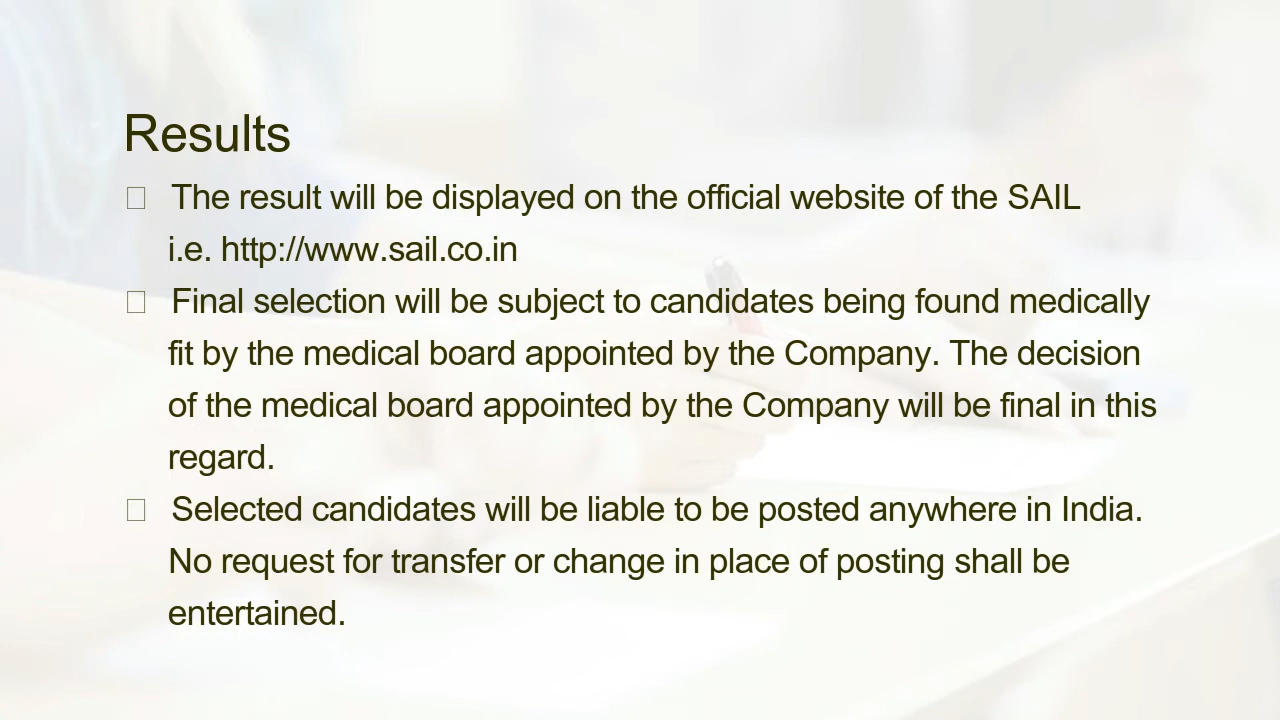 Results
The result will be displayed on the official website of the SAIL
i.e. http://www.sail.co.in
Final selection will be subject to candidates being found medically
fit by the medical board appointed by the Company. The decision
of the medical board appointed by the Company will be final in this
regard.
Selected candidates will be liable to be posted anywhere in India.
No request for transfer or change in place of posting shall be
entertained.